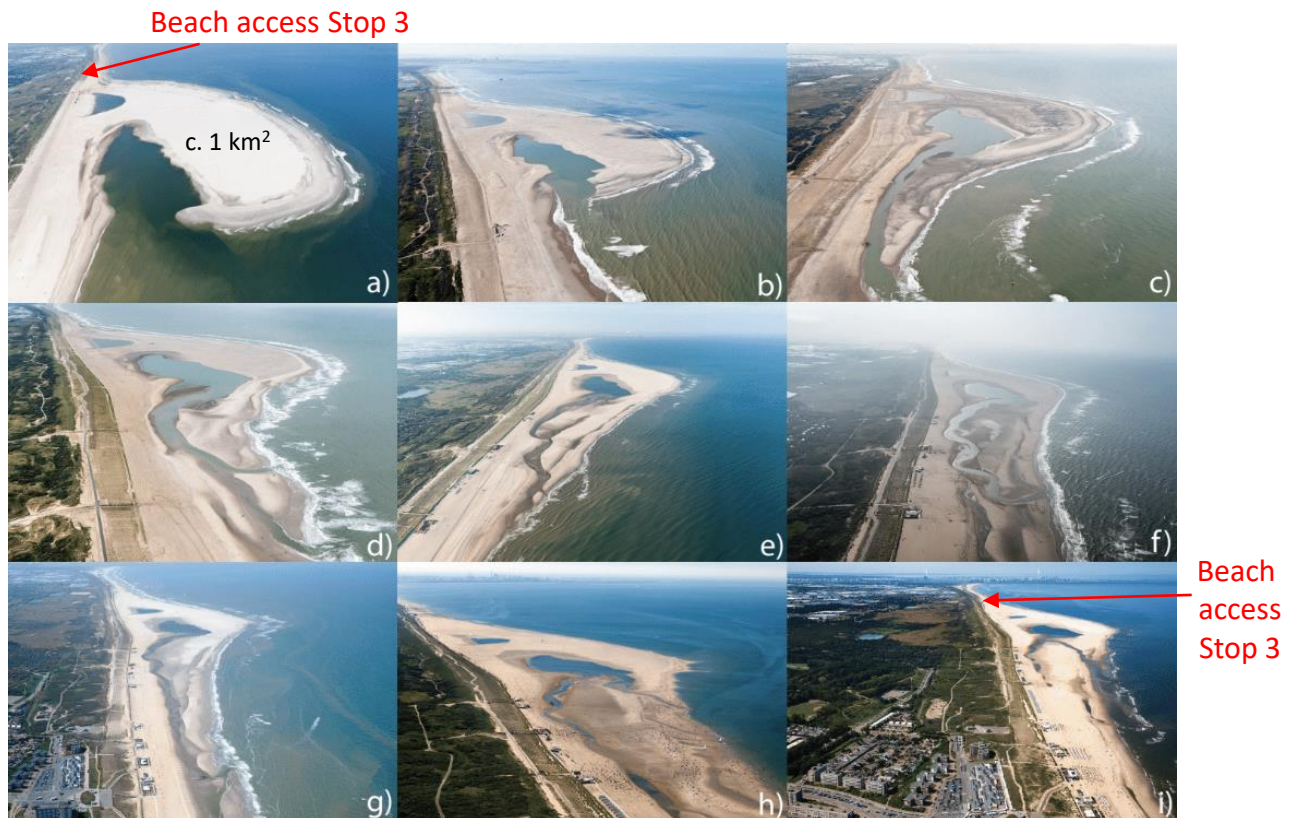 Beach access Stop 3
c. 1 km²
a)
b)
c)
d)
e)
f)
Beach
access
Stop 3
g)
h)
i)